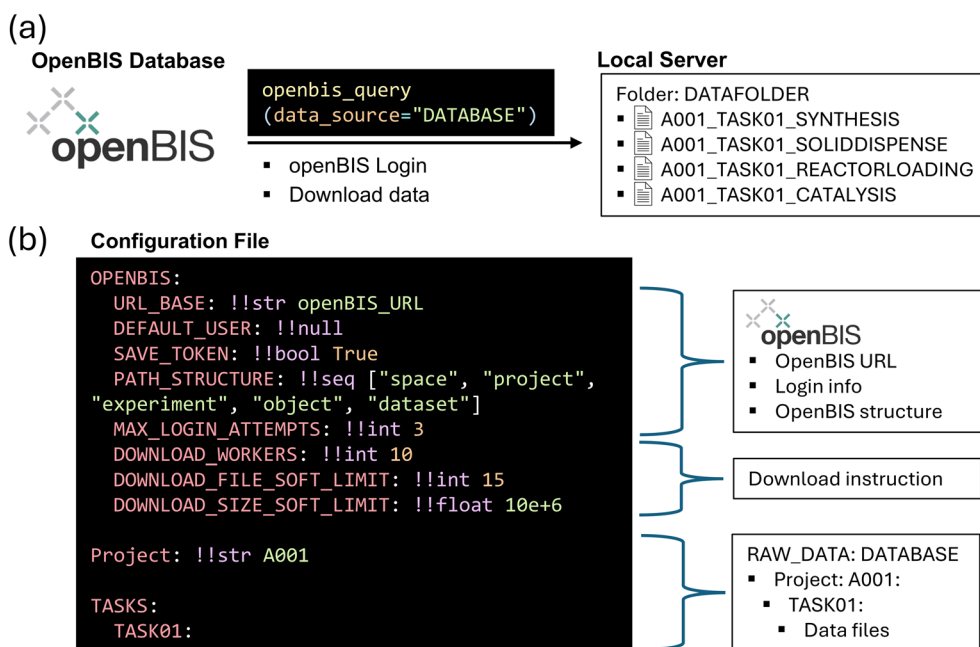 (a)
OpenBIS Database
openBIS
openbis_query
(data_source="DATABASE")
▪ openBIS Login
▪ Download data
Local Server
Folder: DATAFOLDER
▪ A001_TASK01_SYNTHESIS
▪ A001_TASK01_SOLIDDISPENSE
▪ A001_TASK01_REACTORLOADING
▪ A001_TASK01_CATALYSIS
(b)
Configuration File
OPENBIS:
URL_BASE: !!str openBIS_URL
DEFAULT_USER: !!null
SAVE_TOKEN: !!bool True
PATH_STRUCTURE: !!seq ["space", "project",
"experiment", "object", "dataset"]
MAX_LOGIN_ATTEMPTS: !!int 3
DOWNLOAD_WORKERS: !!int 10
DOWNLOAD_FILE_SOFT_LIMIT: !!int 15
DOWNLOAD_SIZE_SOFT_LIMIT: !!float 10e+6
Project: !!str A001
TASKS:
TASK01:
openBIS
▪ OpenBIS URL
▪ Login info
▪ OpenBIS structure
Download instruction
RAW_DATA: DATABASE
▪ Project: A001:
▪ TASK01:
▪ Data files